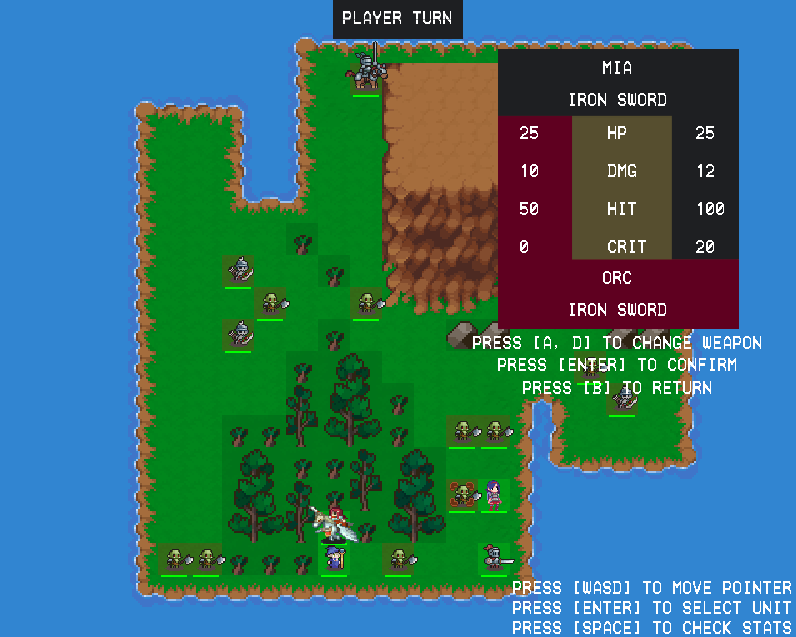 PLAYER TURN
MIA
IRON SWORD
25 HP 25
10 DMG 12
50 HIT 100
0 CRIT 20
ORC
IRON SWORD
PRESS [A, D] TO CHANGE WEAPON
PRESS [ENTER] TO CONFIRM
PRESS [B] TO RETURN
PRESS [WASD] TO MOVE POINTER
PRESS [ENTER] TO SELECT UNIT
PRESS [SPACE] TO CHECK STATS